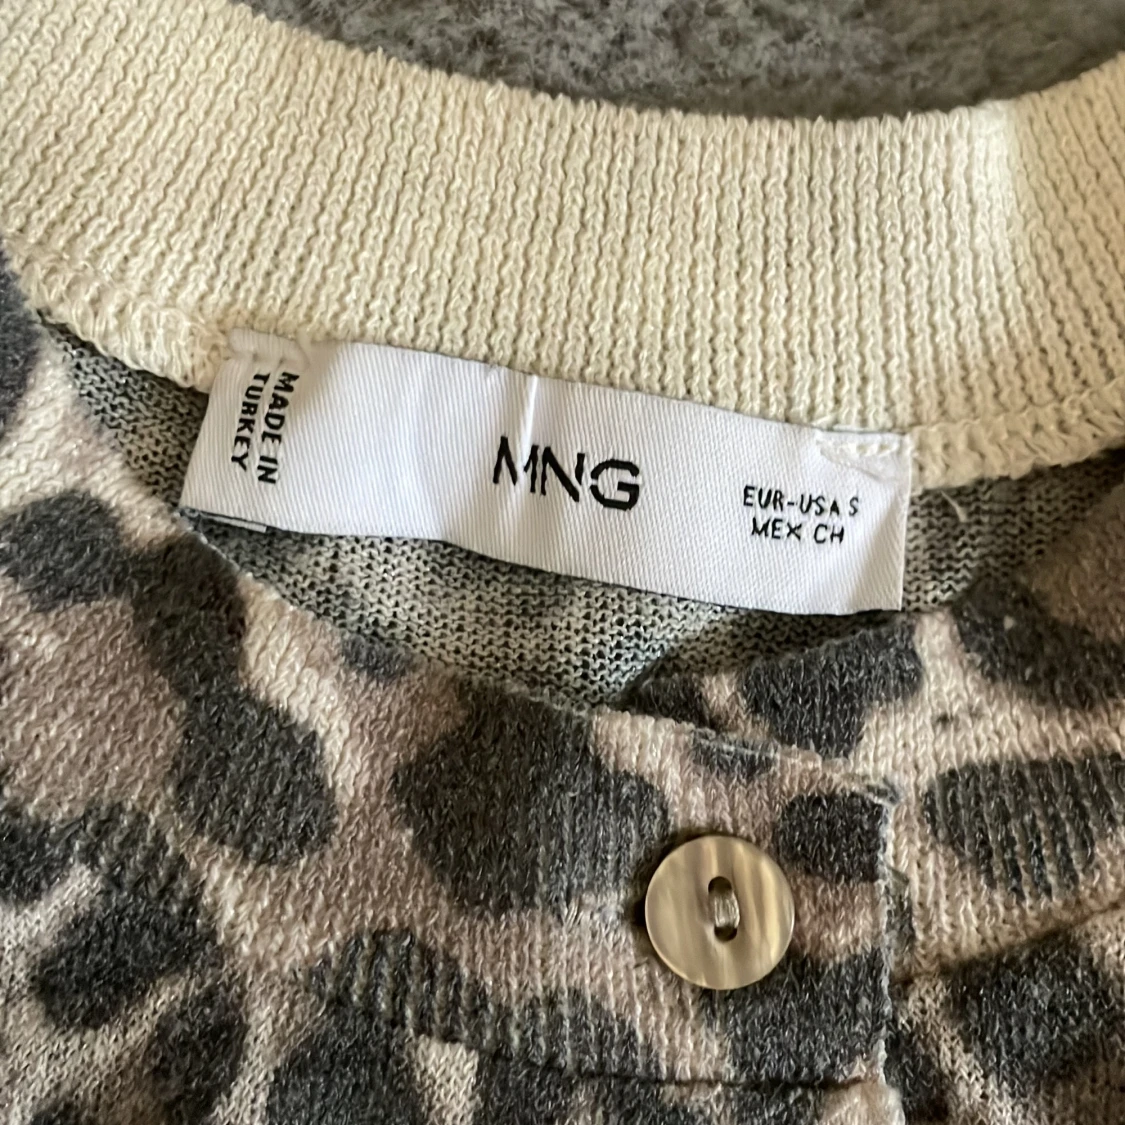 MADE IN
TURKEY
MNG
EUR-USA S
MEX CH